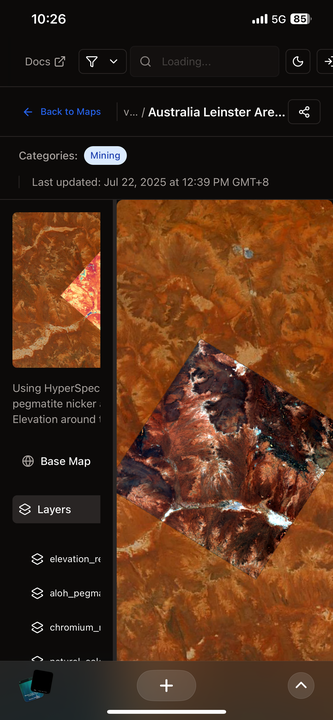 10:26
5G 85
Docs
Loading...
Back to Maps
v... / Australia Leinster Are...
Categories: Mining
Last updated: Jul 22, 2025 at 12:39 PM GMT+8
Using HyperSpec
pegmatite nicker
Elevation around
Base Map
Layers
elevation_re
aloh_pegma
chromium_